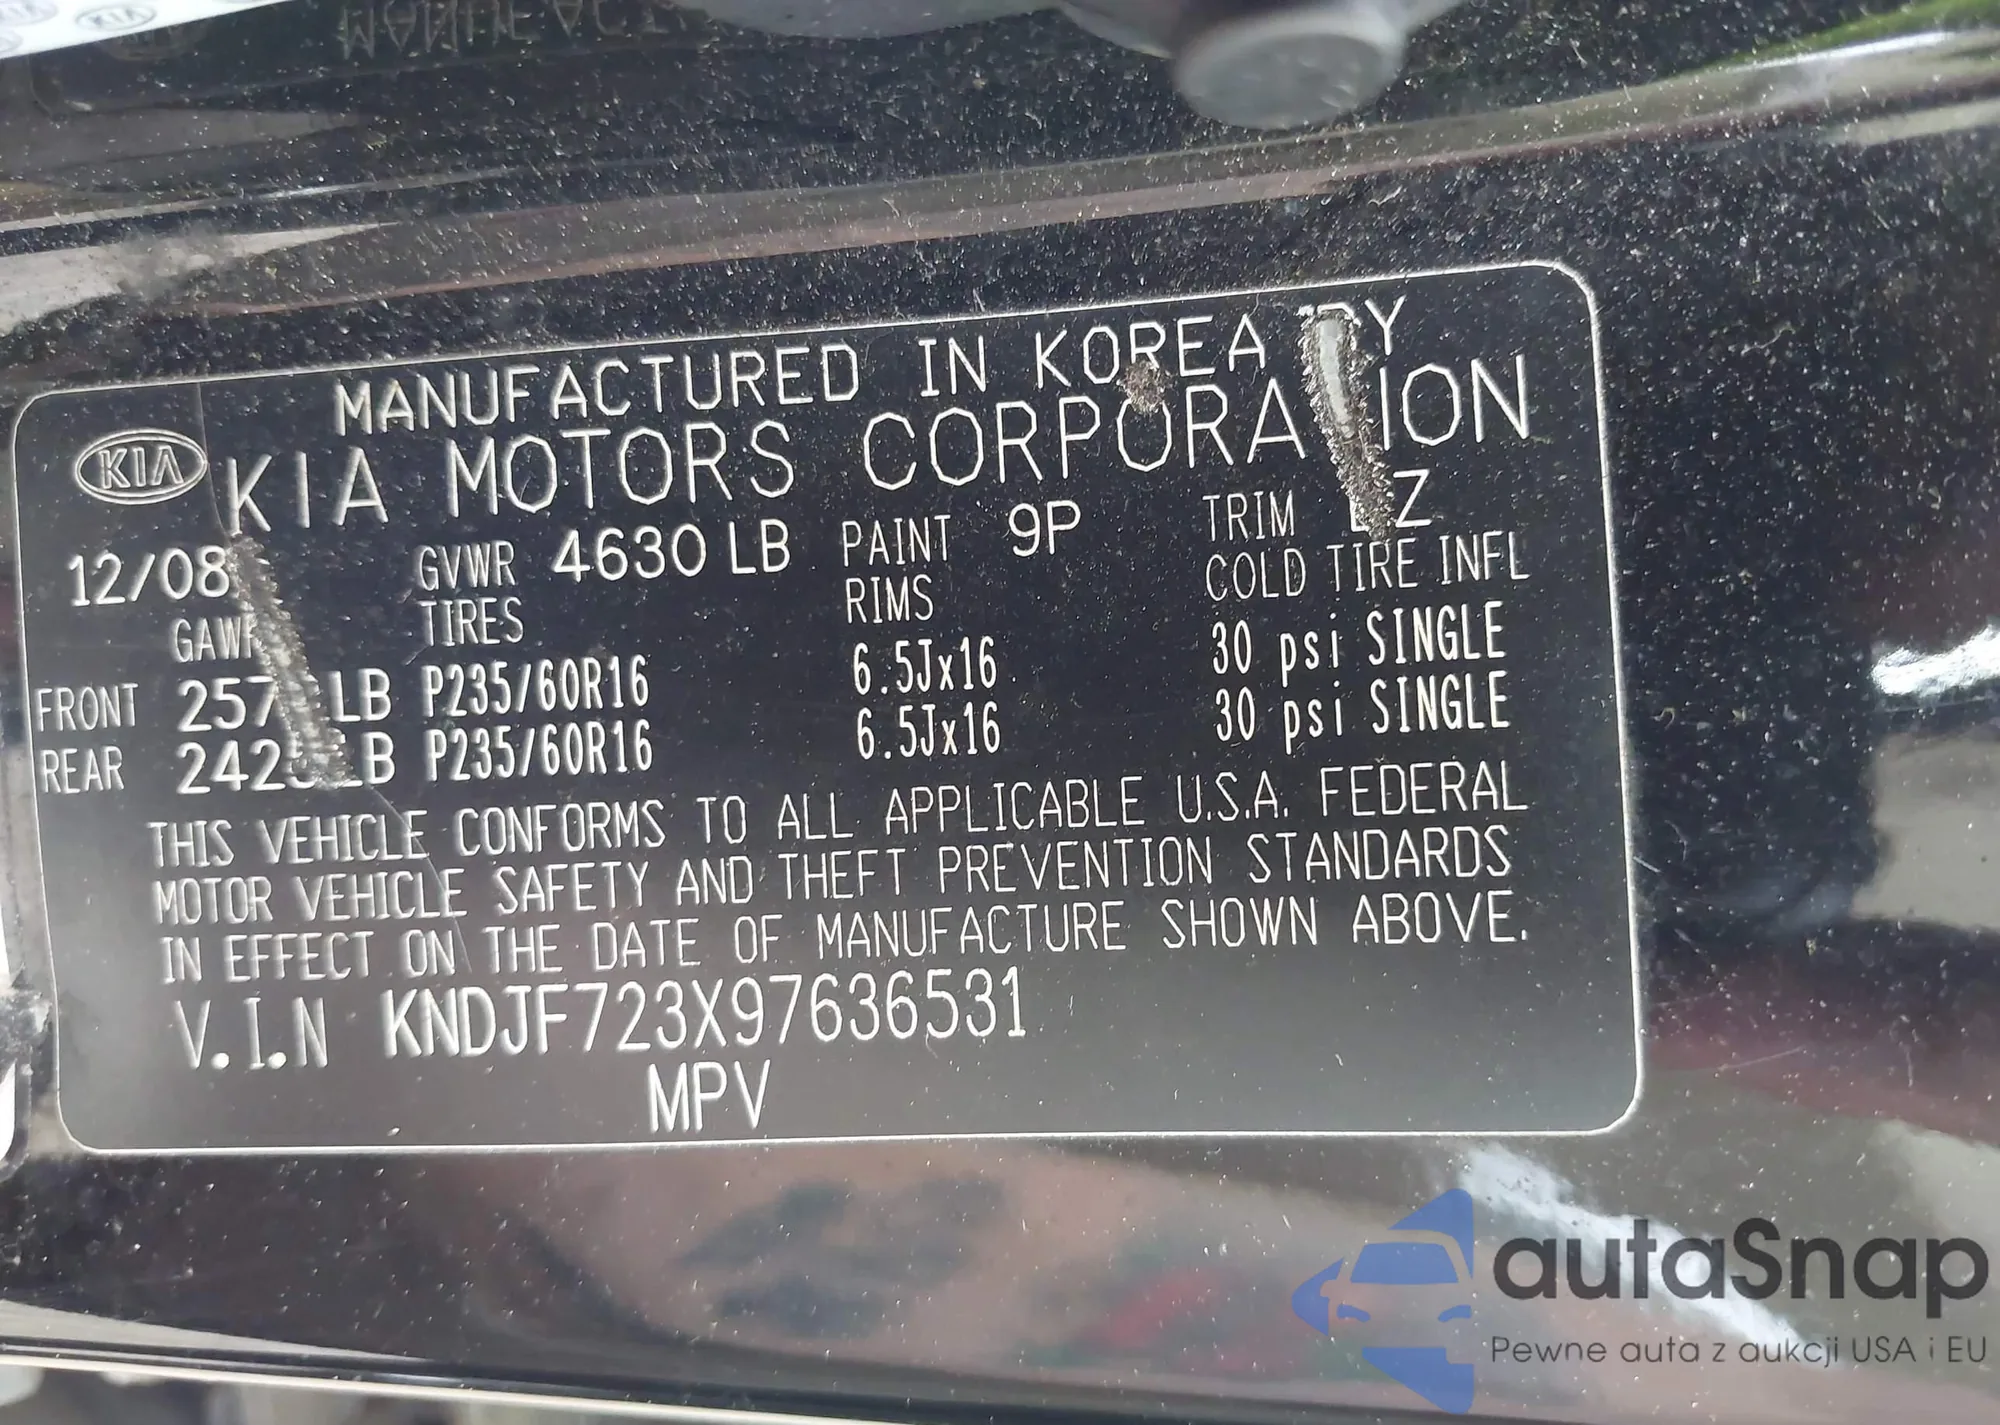 MANUFACTURED IN KOREA BY
KIA KIA MOTORS CORPORATION
12/08 GVWR 4630 LB PAINT 9P TRIM
GAWR TIRES RIMS COLD TIRE INFL
FRONT LB P235/60R16 6.5Jx16 30 psi SINGLE
REAR LB P235/60R16 6.5Jx16 30 psi SINGLE
THIS VEHICLE CONFORMS TO ALL APPLICABLE U.S.A. FEDERAL
MOTOR VEHICLE SAFETY AND THEFT PREVENTION STANDARDS
IN EFFECT ON THE DATE OF MANUFACTURE SHOWN ABOVE.
V.I.N KNDJF723X97636531
MPV
autaSnap
Pewne auta z aukcji USA i EU